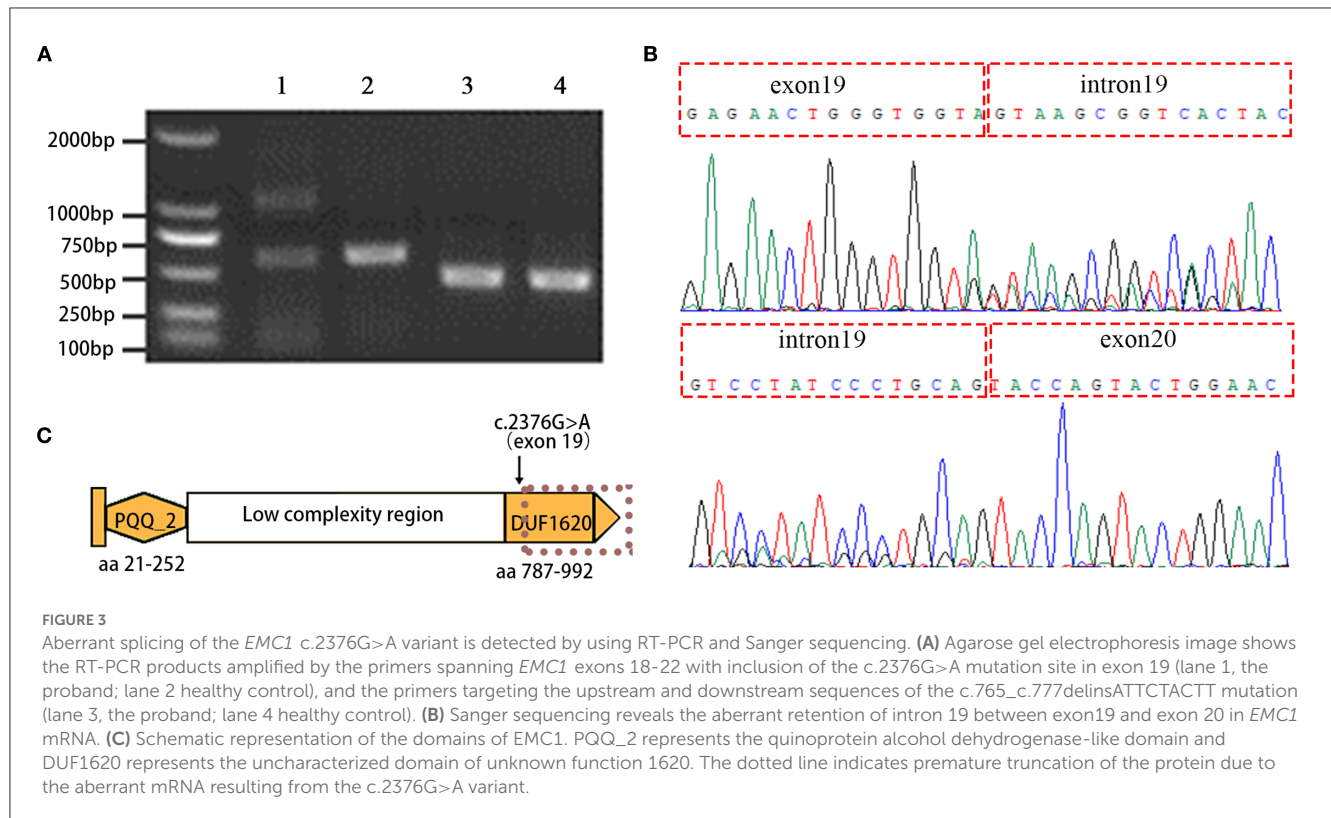 A
1 2 3 4
2000bp
1000bp
750bp
500bp
250bp
100bp
B
exon19 intron19
GAGAACTGGGTGGTAGTAAGCGGTCACTAC
intron19 exon20
GTCCTATCCCTGCAGTACCAGTACTGGAAC
C
c.2376G>A
(exon 19)
PQQ_2
Low complexity region
DUF1620
aa 21-252
aa 787-992
FIGURE 3
Aberrant splicing of the EMC1 c.2376G>A variant is detected by using RT-PCR and Sanger sequencing. (A) Agarose gel electrophoresis image shows
the RT-PCR products amplified by the primers spanning EMC1 exons 18-22 with inclusion of the c.2376G>A mutation site in exon 19 (lane 1, the
proband; lane 2 healthy control), and the primers targeting the upstream and downstream sequences of the c.765_c.777delinsATTCTACTT mutation
(lane 3, the proband; lane 4 healthy control). (B) Sanger sequencing reveals the aberrant retention of intron 19 between exon19 and exon 20 in EMC1
mRNA. (C) Schematic representation of the domains of EMC1. PQQ_2 represents the quinoprotein alcohol dehydrogenase-like domain and
DUF1620 represents the uncharacterized domain of unknown function 1620. The dotted line indicates premature truncation of the protein due to
the aberrant mRNA resulting from the c.2376G>A variant.